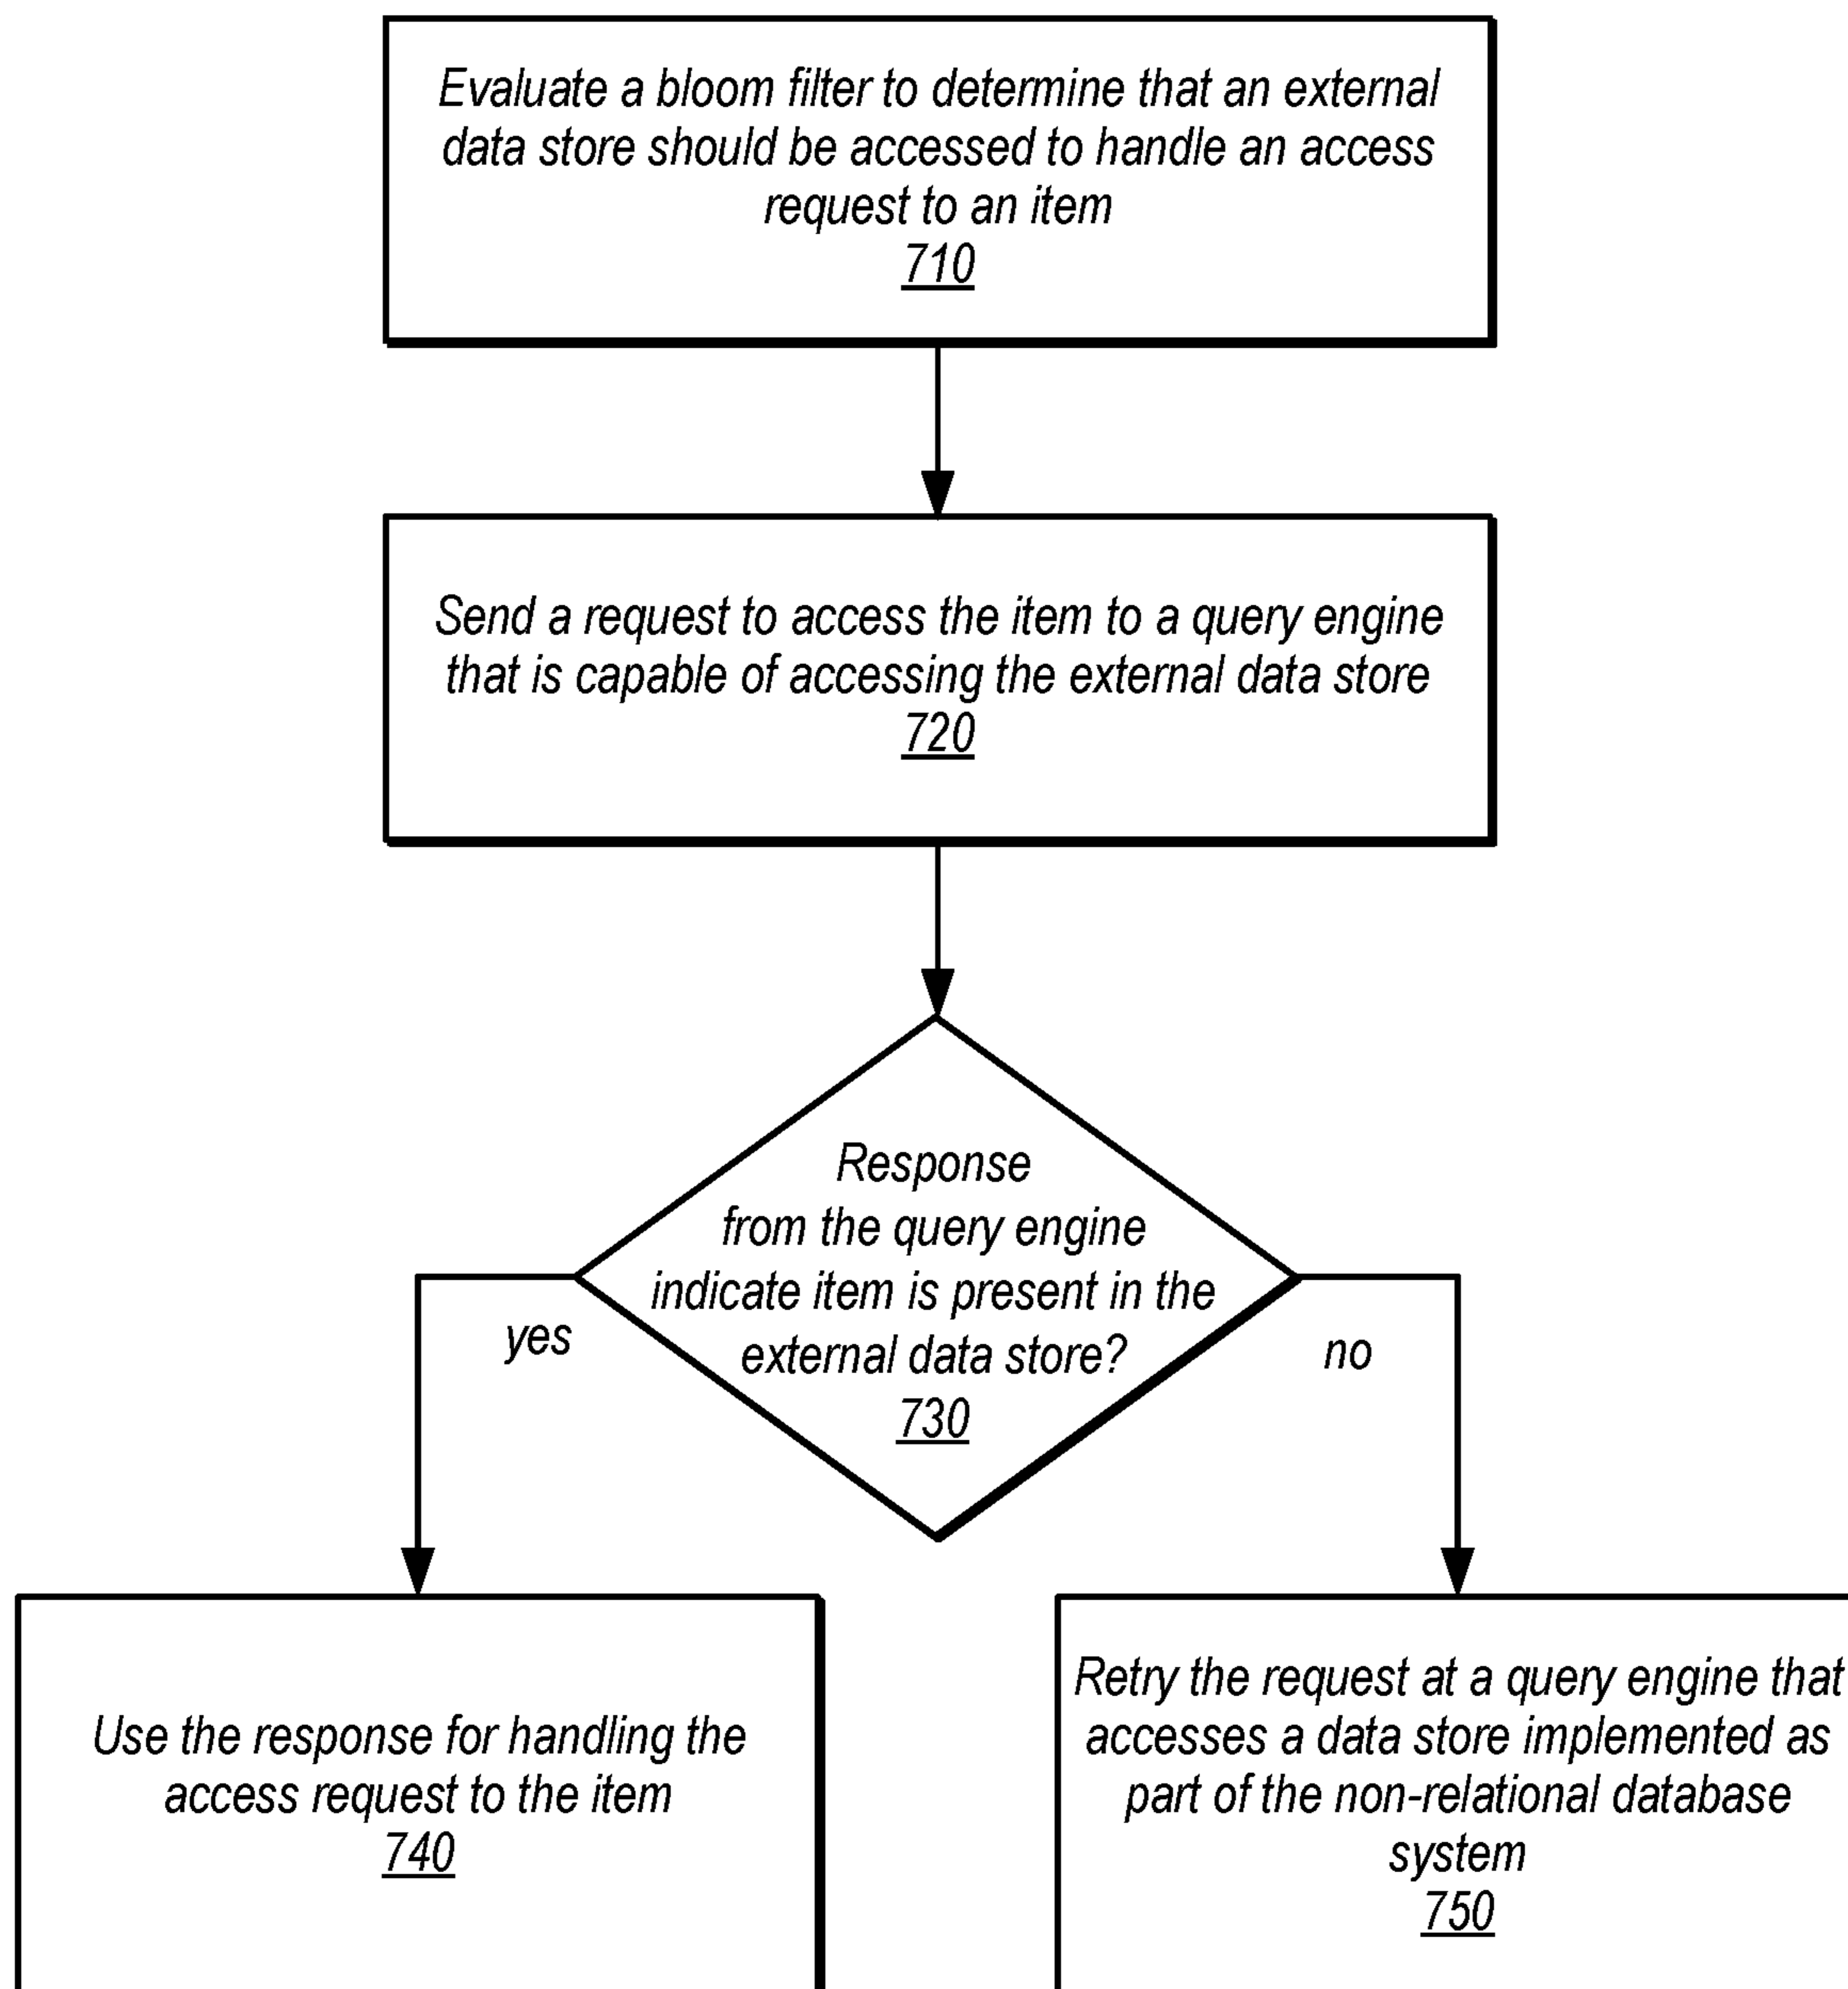 Evaluate a bloom filter to determine that an external
data store should be accessed to handle an access
request to an item
710
Send a request to access the item to a query engine
that is capable of accessing the external data store
720
Response
from the query engine
indicate item is present in the
external data store?
730
yes
no
Use the response for handling the
access request to the item
740
Retry the request at a query engine that
accesses a data store implemented as
part of the non-relational database
system
750